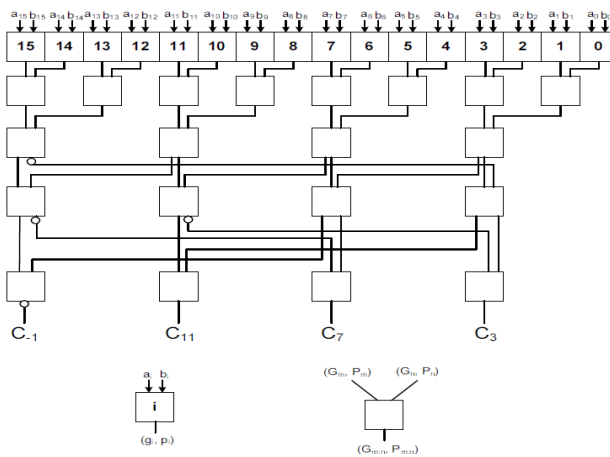 a₁₅ b₁₅ a₁₄ b₁₄ a₁₃ b₁₃ a₁₂ b₁₂ a₁₁ b₁₁ a₁₀ b₁₀ a₉ b₉ a₈ b₈ a₇ b₇ a₆ b₆ a₅ b₅ a₄ b₄ a₃ b₃ a₂ b₂ a₁ b₁ a₀ b₀
15 14 13 12 11 10 9 8 7 6 5 4 3 2 1 0
C₋₁ C₁₁ C₇ C₃
aᵢ bᵢ
(Gₘ, Pₘ) (Gₙ, Pₙ)
i
(gᵢ, pᵢ)
(Gₘ:ₙ, Pₘ:ₙ)